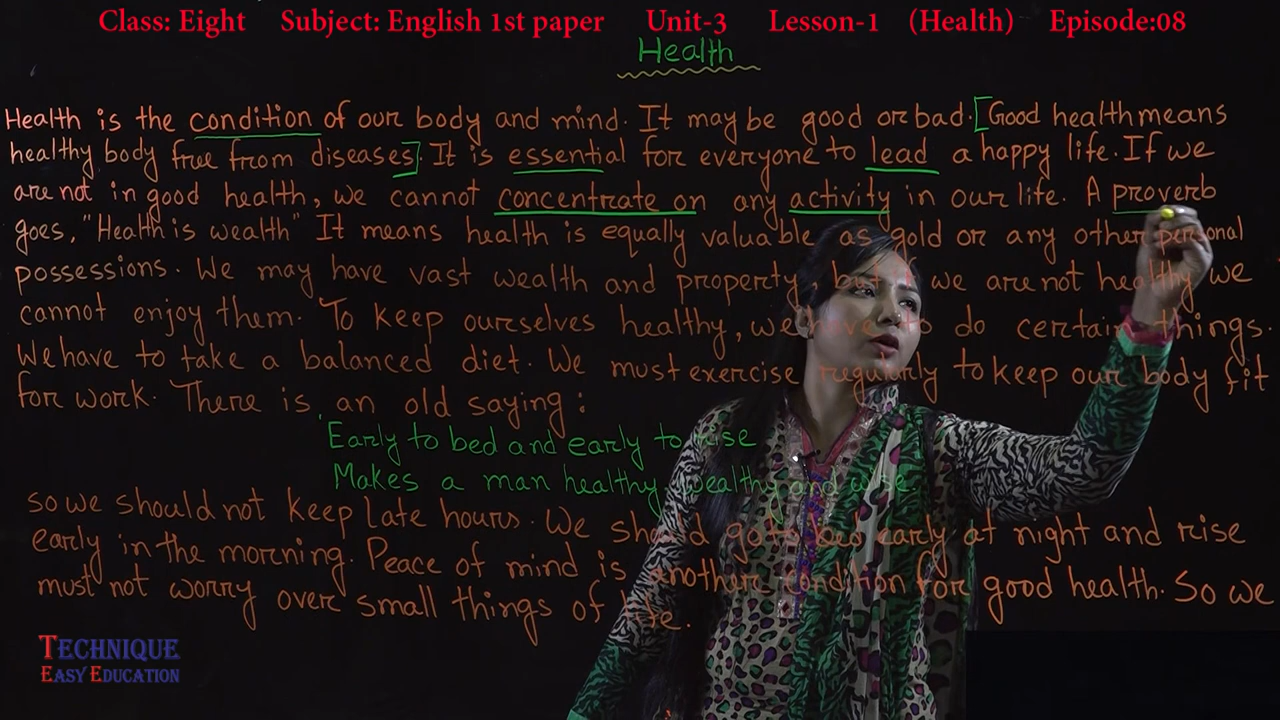 Class: Eight Subject: English 1st paper Unit-3 Lesson-1 (Health) Episode:08
Health
Health is the condition of our body and mind. It may be good or bad. [Good health means
healthy body free from diseases]. It is essential for everyone to lead a happy life. If we
are not in good health, we cannot concentrate on any activity in our life. A proverb
goes, "Health is wealth" It means health is equally valuable as gold or any other personal
possessions. We may have vast wealth and property, but if we are not healthy we
cannot enjoy them. To keep ourselves healthy, we have to do certain things.
We have to take a balanced diet. We must exercise regularly to keep our body fit
for work. There is an old saying:
'Early to bed and early to rise
Makes a man healthy, wealthy and wise.
so we should not keep late hours. We should go to bed early at night and rise
early in the morning. Peace of mind is another condition for good health. So we
must not worry over small things of life.
TECHNIQUE
EASY EDUCATION